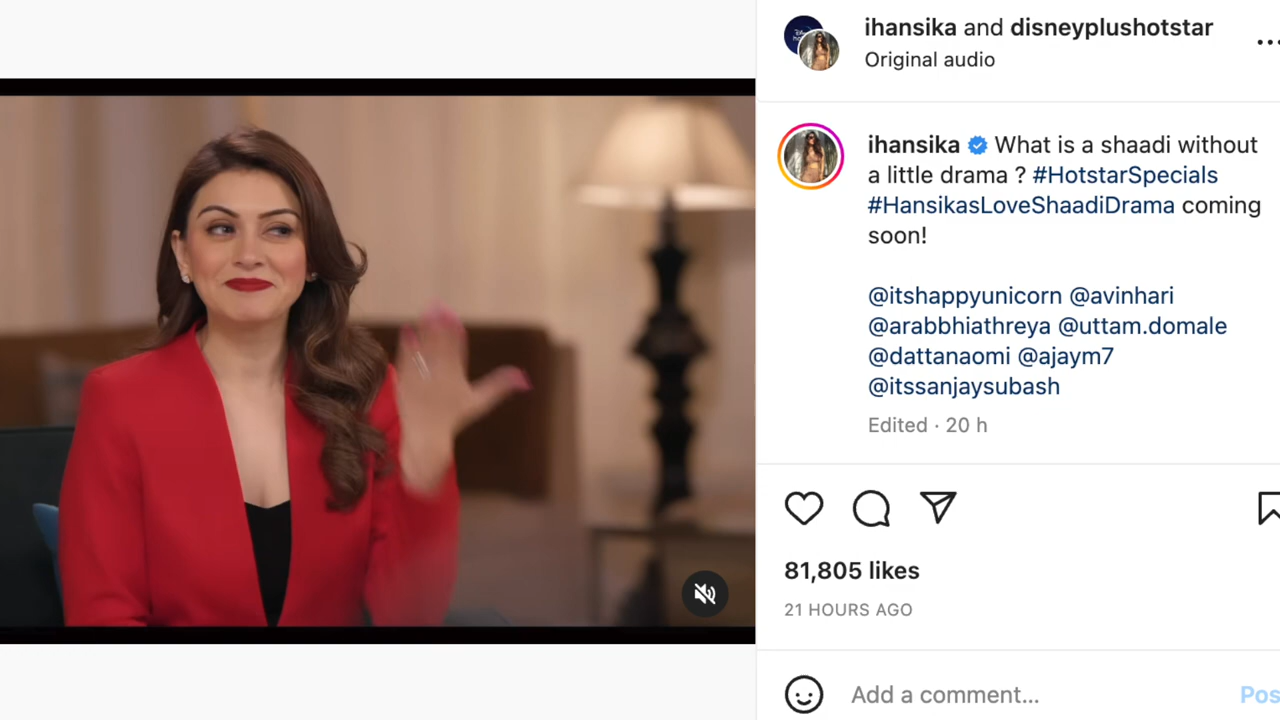 ihansika and disneyplushotstar
Original audio
ihansika What is a shaadi without
a little drama ? #HotstarSpecials
#HansikasLoveShaadiDrama coming
soon!
@itshappyunicorn @avinhari
@arabbhiathreya @uttam.domale
@dattanaomi @ajaym7
@itssanjaysubash
Edited · 20 h
81,805 likes
21 HOURS AGO
Add a comment...
Pos